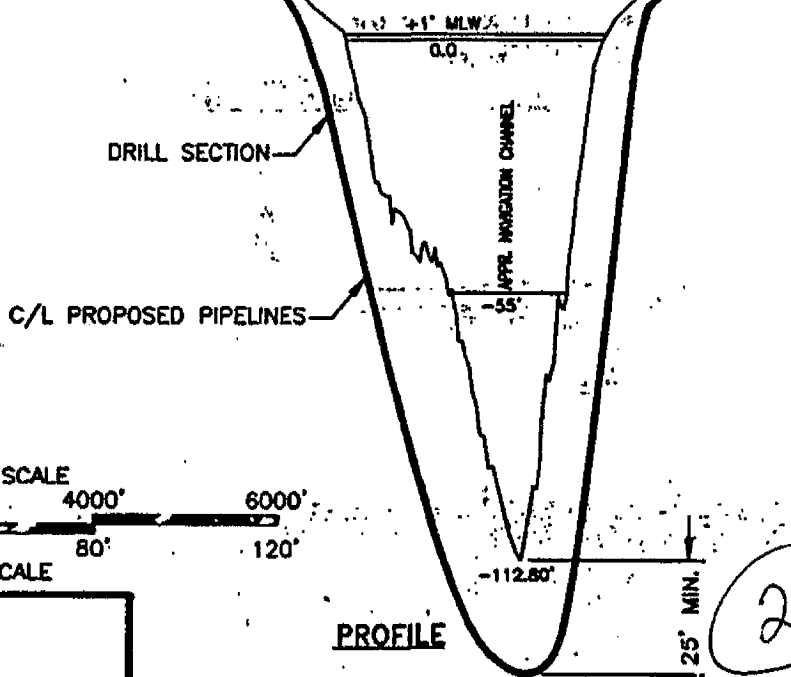 +1' MLW
0.0
DRILL SECTION
APPR. NAVIGATION CHANNEL
C/L PROPOSED PIPELINES
-55'
SCALE
4000' 6000'
80' 120'
CALE
-112.80'
25' MIN.
PROFILE
2